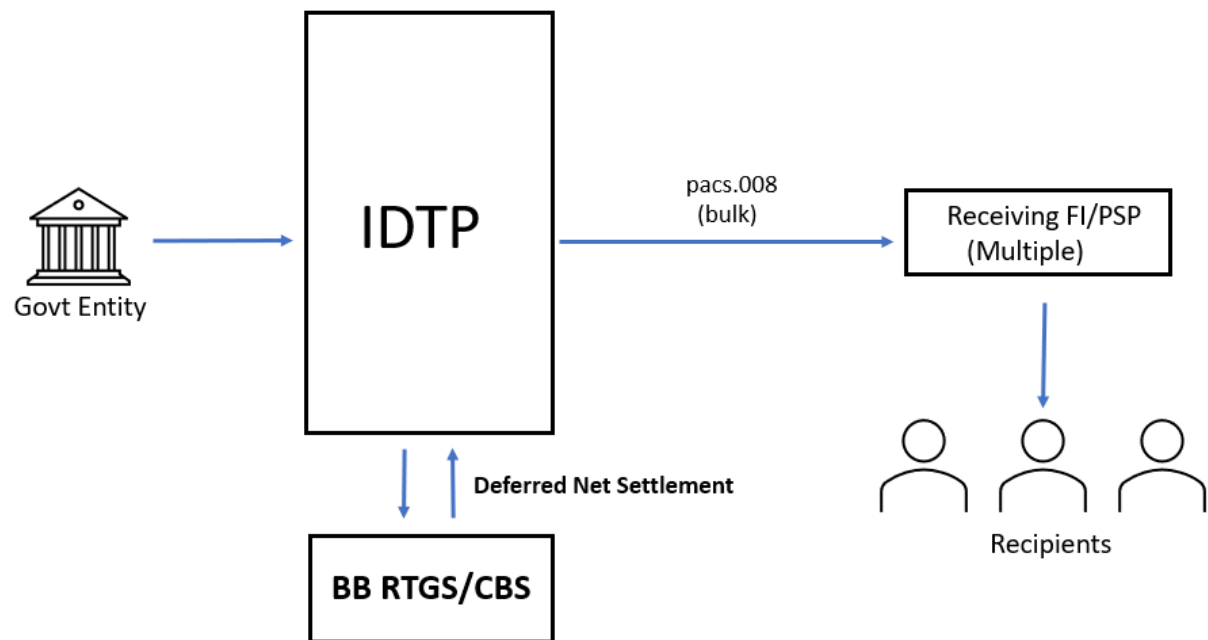 IDTP
pacs.008
(bulk)
Receiving FI/PSP
(Multiple)
Govt Entity
Deferred Net Settlement
Recipients
BB RTGS/CBS